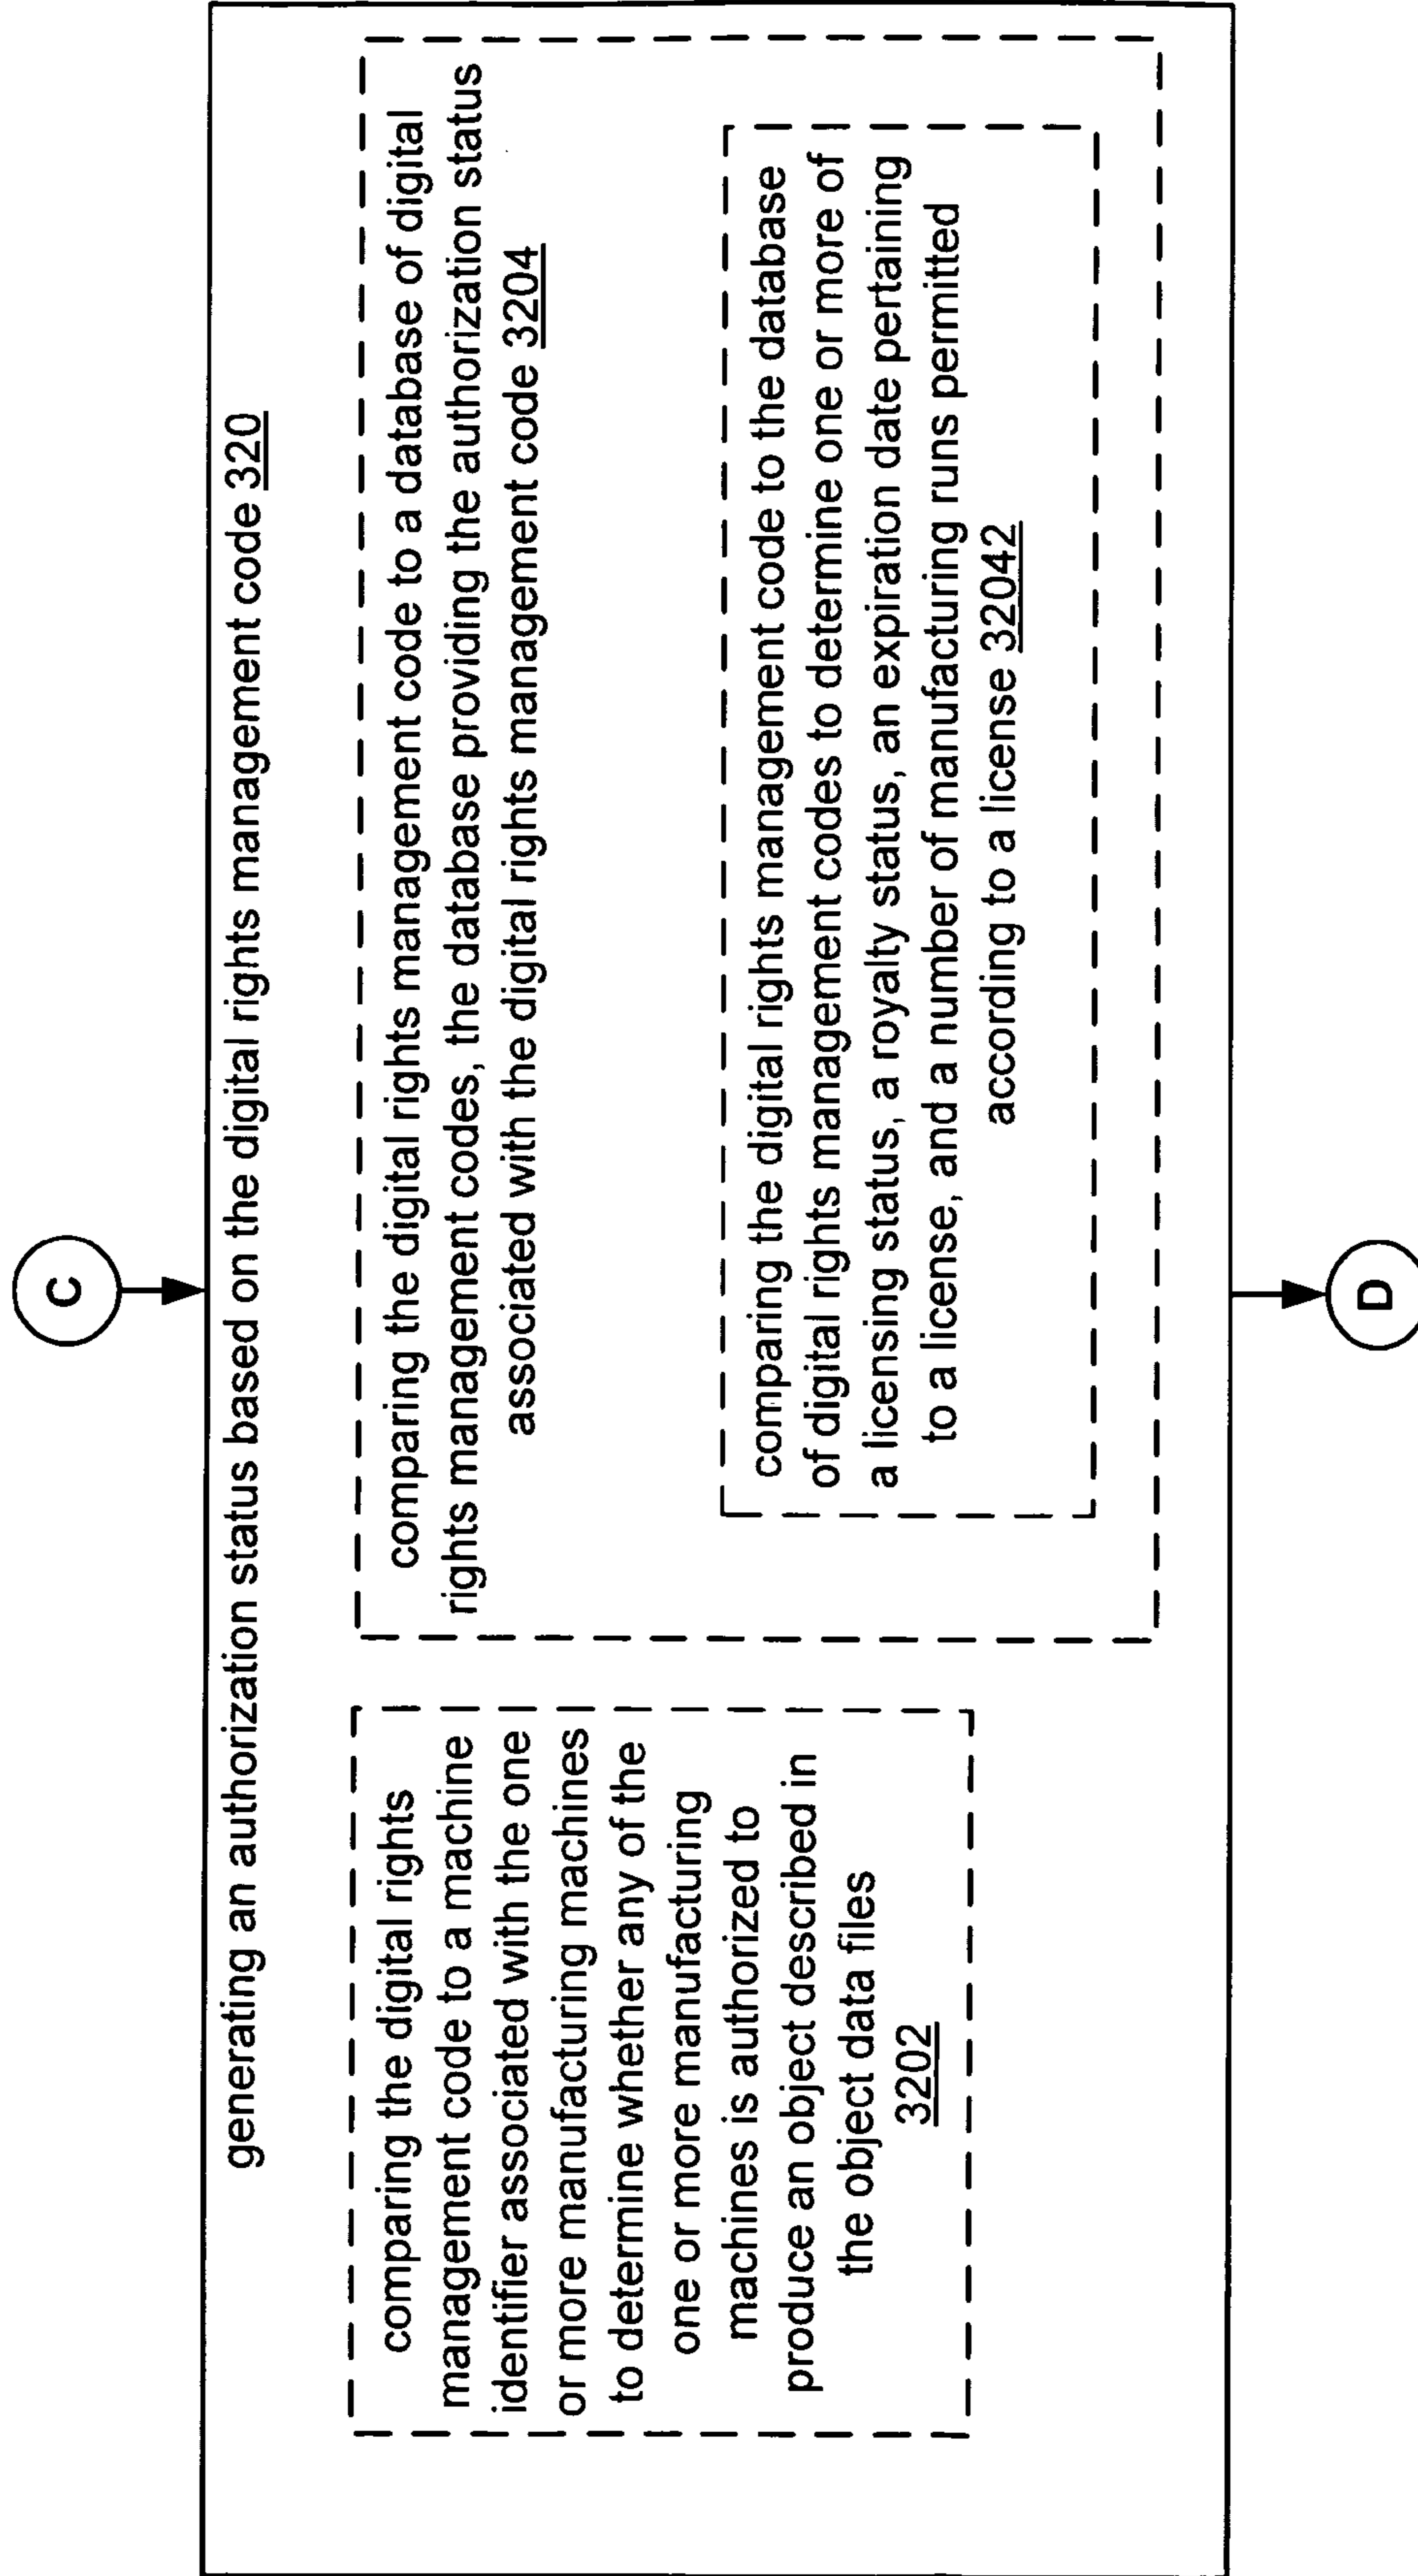 C
generating an authorization status based on the digital rights management code 320
comparing the digital rights
management code to a machine
identifier associated with the one
or more manufacturing machines
to determine whether any of the
one or more manufacturing
machines is authorized to
produce an object described in
the object data files
3202
comparing the digital rights management code to a database of digital
rights management codes, the database providing the authorization status
associated with the digital rights management code 3204
comparing the digital rights management code to the database
of digital rights management codes to determine one or more of
a licensing status, a royalty status, an expiration date pertaining
to a license, and a number of manufacturing runs permitted
according to a license 32042
D